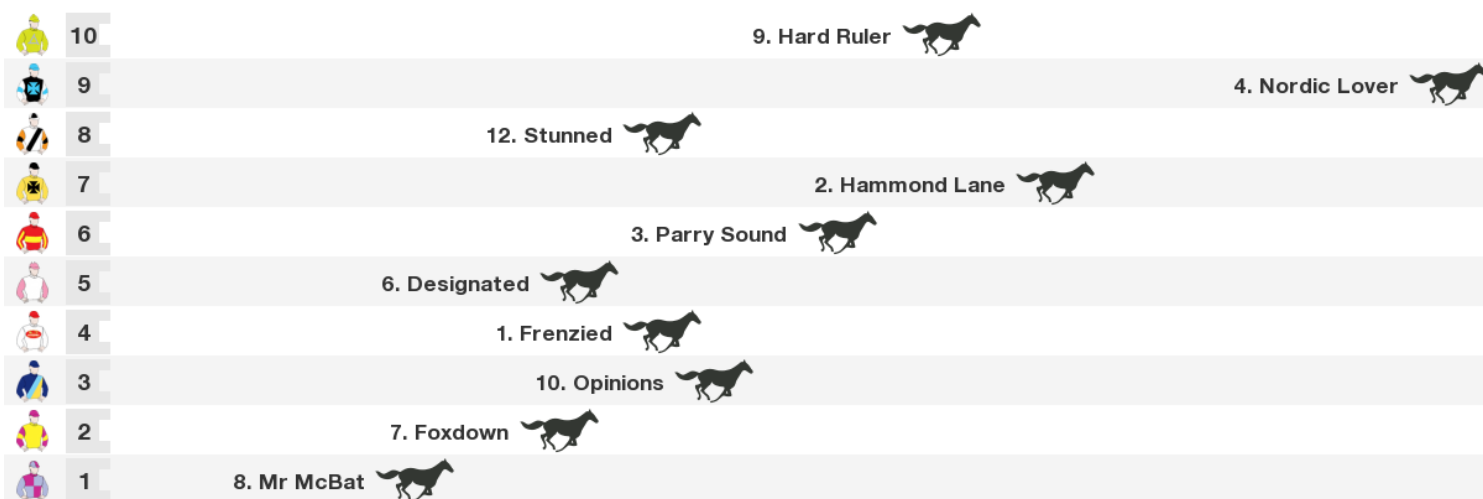 10 9. Hard Ruler
9 4. Nordic Lover
8 12. Stunned
7 2. Hammond Lane
6 3. Parry Sound
5 6. Designated
4 1. Frenzied
3 10. Opinions
2 7. Foxdown
1 8. Mr McBat